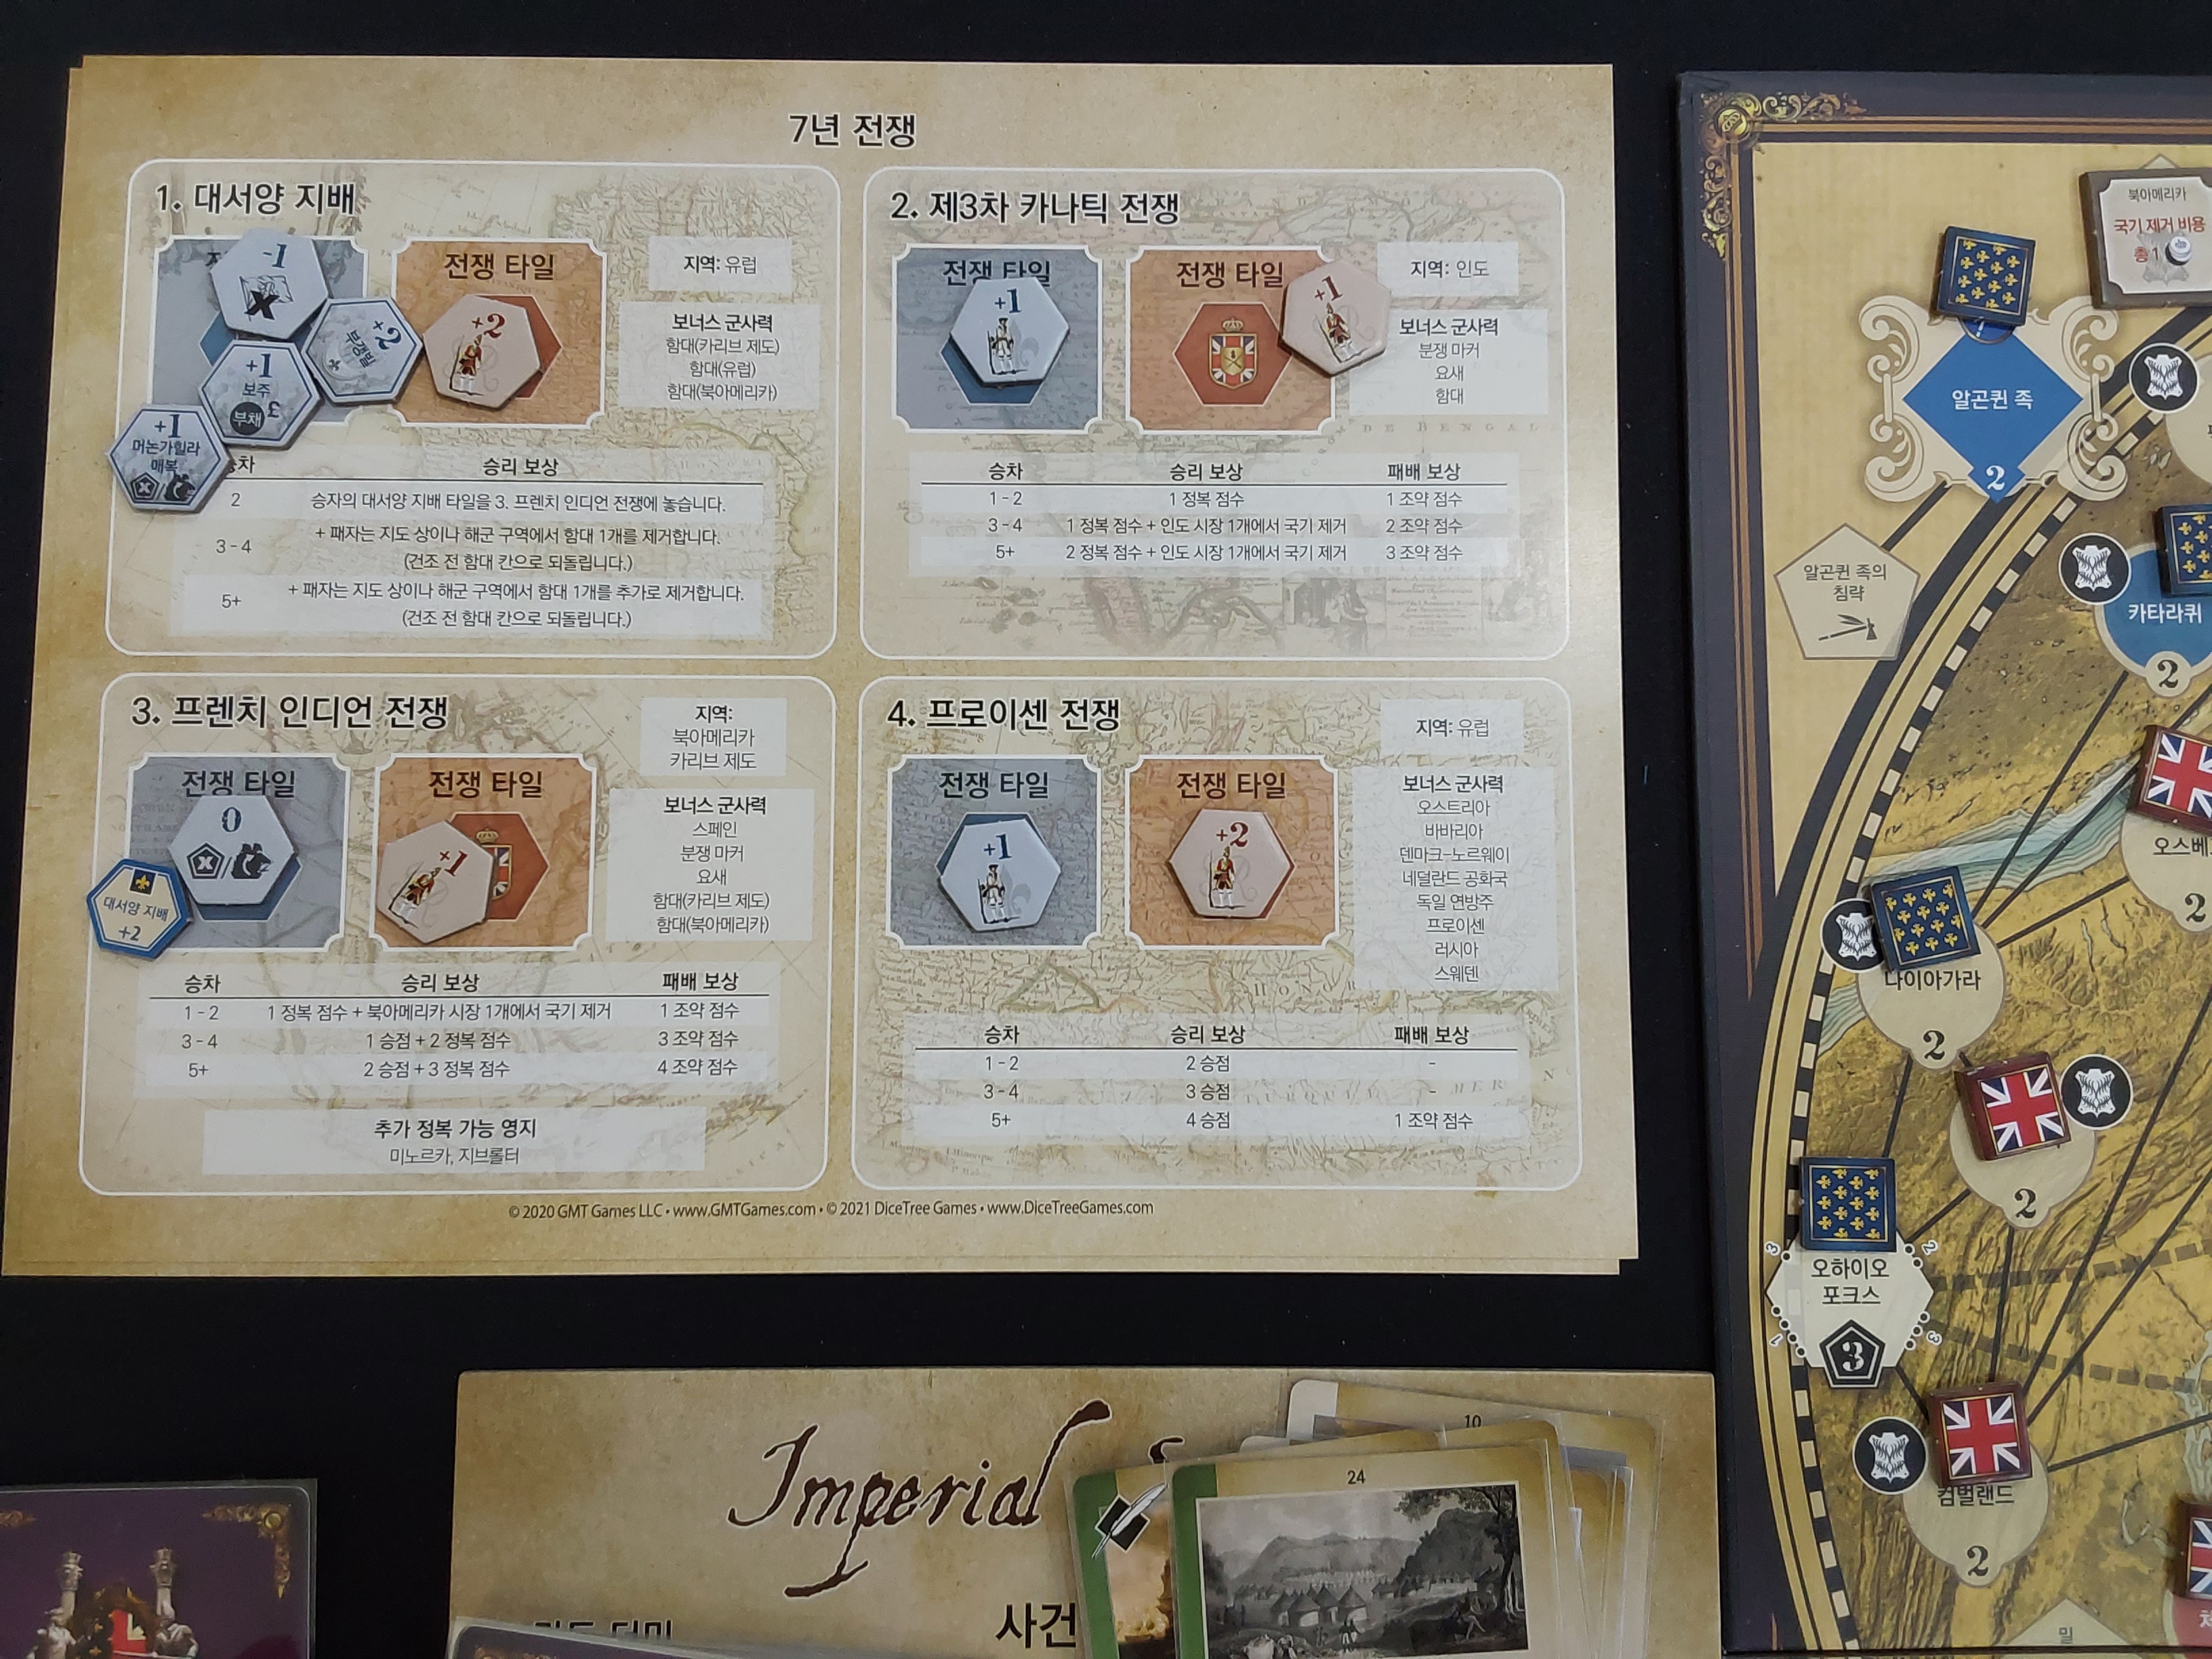 7년 전쟁
1. 대서양 지배
-1
X
+2
부갱빌
+1
보주
부채
£
+1
머논가힐라
매복
X
전쟁 타일
+2
지역: 유럽
보너스 군사력
함대(카리브 제도)
함대(유럽)
함대(북아메리카)
승차 승리 보상
2 승자의 대서양 지배 타일을 3. 프렌치 인디언 전쟁에 놓습니다.
3 - 4 + 패자는 지도 상이나 해군 구역에서 함대 1개를 제거합니다.
(건조 전 함대 칸으로 되돌립니다.)
5+ + 패자는 지도 상이나 해군 구역에서 함대 1개를 추가로 제거합니다.
(건조 전 함대 칸으로 되돌립니다.)
2. 제3차 카나틱 전쟁
전쟁 타일
+1
전쟁 타일
+1
지역: 인도
보너스 군사력
분쟁 마커
요새
함대
승차 승리 보상 패배 보상
1 - 2 1 정복 점수 1 조약 점수
3 - 4 1 정복 점수 + 인도 시장 1개에서 국기 제거 2 조약 점수
5+ 2 정복 점수 + 인도 시장 1개에서 국기 제거 3 조약 점수
DE BENGAL
3. 프렌치 인디언 전쟁
전쟁 타일
0
X/
대서양 지배
+2
전쟁 타일
+1
지역:
북아메리카
카리브 제도
보너스 군사력
스페인
분쟁 마커
요새
함대(카리브 제도)
함대(북아메리카)
승차 승리 보상 패배 보상
1 - 2 1 정복 점수 + 북아메리카 시장 1개에서 국기 제거 1 조약 점수
3 - 4 1 승점 + 2 정복 점수 3 조약 점수
5+ 2 승점 + 3 정복 점수 4 조약 점수
추가 정복 가능 영지
미노르카, 지브롤터
4. 프로이센 전쟁
전쟁 타일
+1
전쟁 타일
+2
지역: 유럽
보너스 군사력
오스트리아
바바리아
덴마크-노르웨이
네덜란드 공화국
독일 연방주
프로이센
러시아
스웨덴
승차 승리 보상 패배 보상
1 - 2 2 승점 -
3 - 4 3 승점 -
5+ 4 승점 1 조약 점수
© 2020 GMT Games LLC • www.GMTGames.com • © 2021 DiceTree Games • www.DiceTreeGames.com
Imperial
사건
10
24
북아메리카
국기 제거 비용
총 1
알곤퀸 족
2
알곤퀸 족의
침략
카타라퀴
2
오스베
2
나이아가라
2
2
오하이오
포크스
3
2
1
3
3
컴벌랜드
2
밀